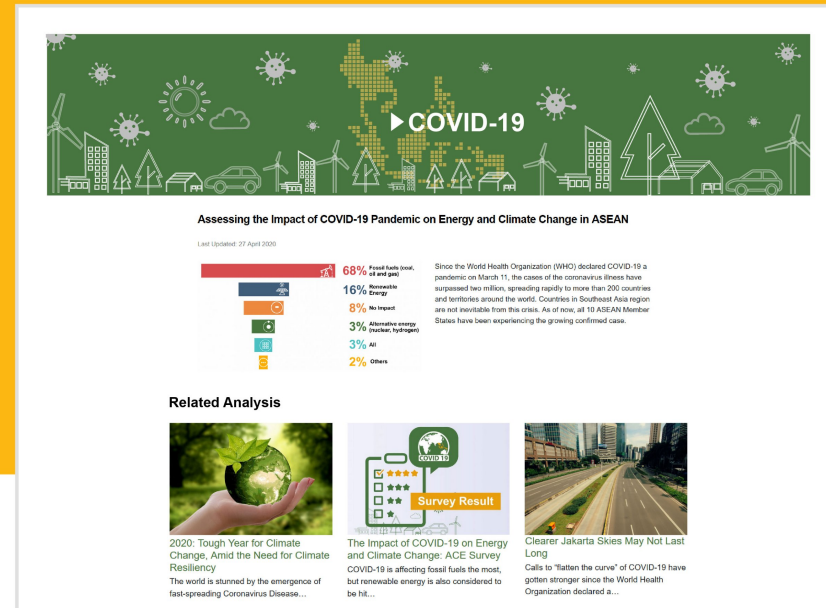 COVID-19
Assessing the Impact of COVID-19 Pandemic on Energy and Climate Change in ASEAN
Last Updated: 27 April 2020
68% Fossil fuels (coal,
oil and gas)
16% Renewable
Energy
8% No Impact
3% Alternative energy
(nuclear, hydrogen)
3% All
2% Others
Since the World Health Organization (WHO) declared COVID-19 a
pandemic on March 11, the cases of the coronavirus illness have
surpassed two million, spreading rapidly to more than 200 countries
and territories around the world. Countries in Southeast Asia region
are not inevitable from this crisis. As of now, all 10 ASEAN Member
States have been experiencing the growing confirmed case.
Related Analysis
2020: Tough Year for Climate
Change, Amid the Need for Climate
Resiliency
The world is stunned by the emergence of
fast-spreading Coronavirus Disease…
COVID 19
Survey Result
The Impact of COVID-19 on Energy
and Climate Change: ACE Survey
COVID-19 is affecting fossil fuels the most,
but renewable energy is also considered to
be hit…
Clearer Jakarta Skies May Not Last
Long
Calls to “flatten the curve” of COVID-19 have
gotten stronger since the World Health
Organization declared a…